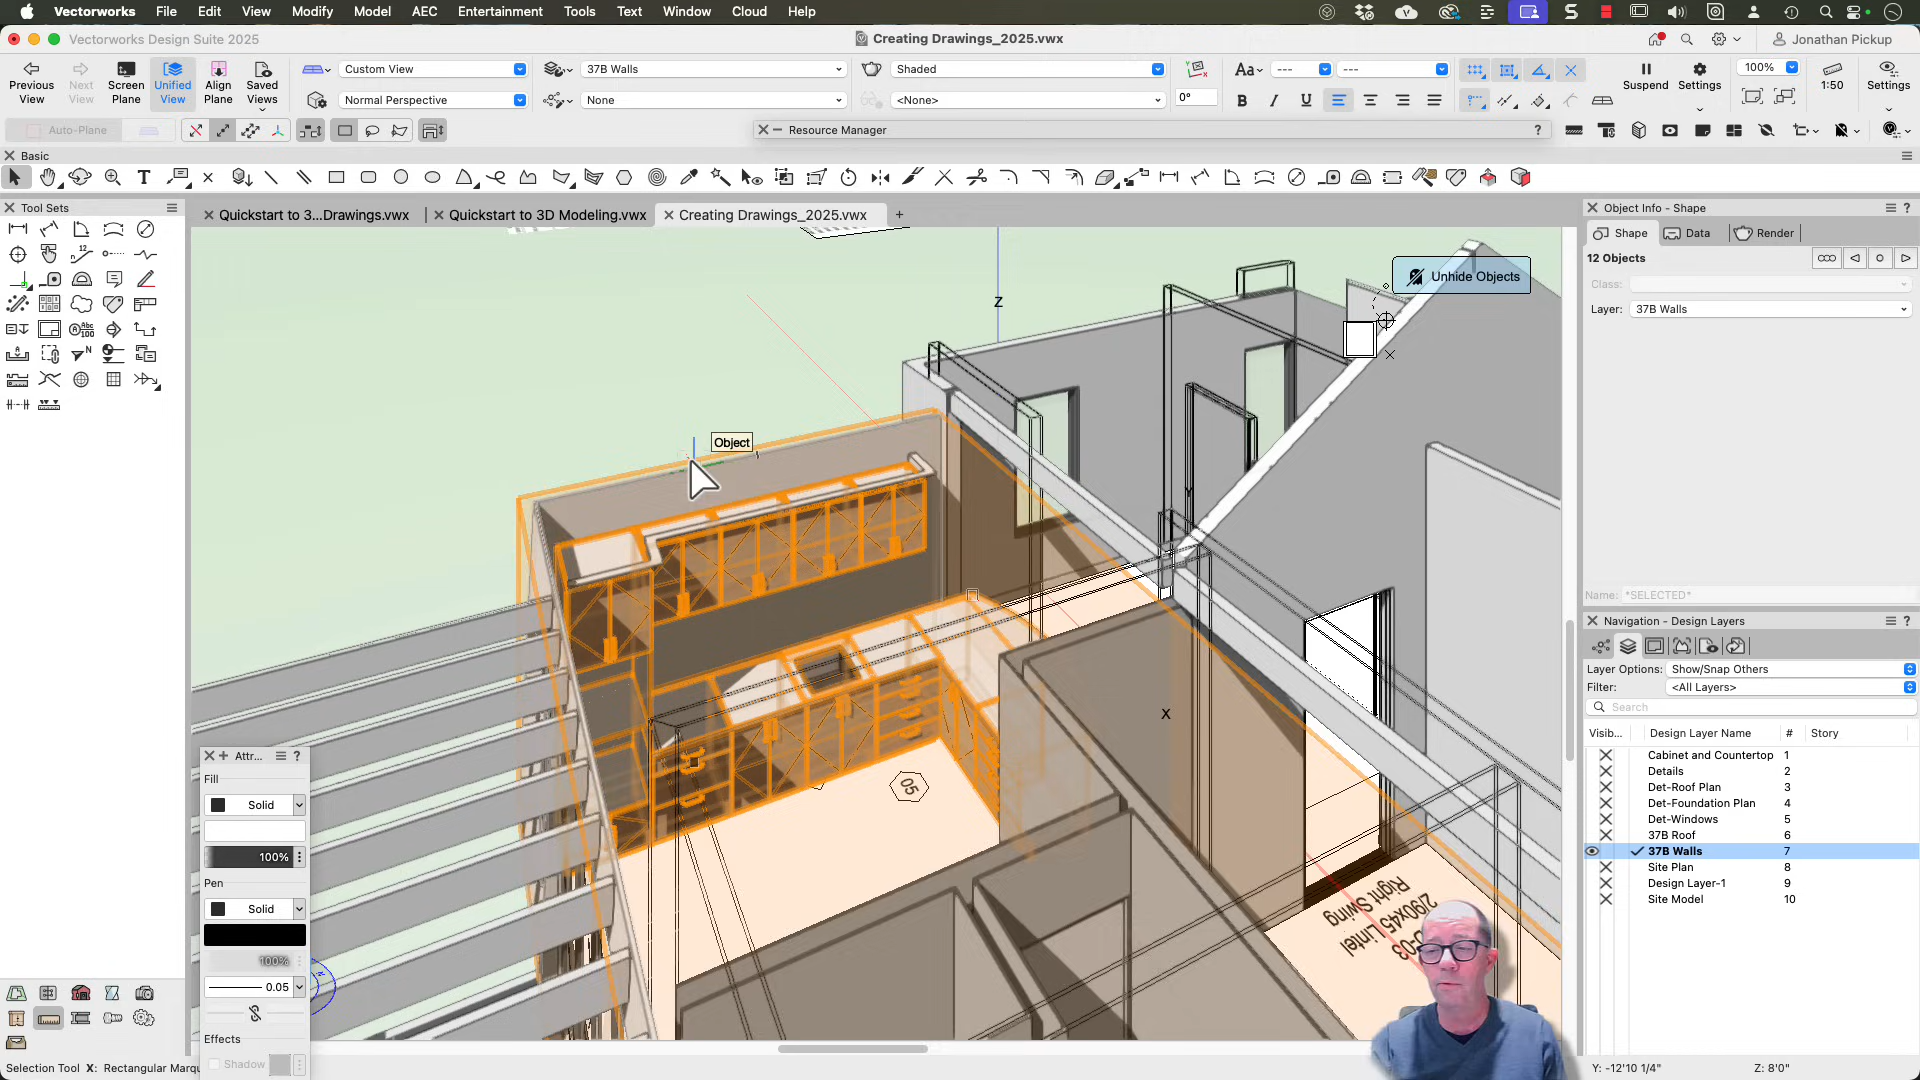 Vectorworks File Edit View Modify Model AEC Entertainment Tools Text Window Cloud Help
Vectorworks Design Suite 2025
Creating Drawings_2025.vwx
Jonathan Pickup
Previous View
Next View
Screen Plane
Unified View
Align Plane
Saved Views
Custom View
Normal Perspective
37B Walls
None
Shaded
<None>
0°
Aa
---
---
B I U
Suspend
Settings
100%
1:50
Settings
Auto-Plane
Resource Manager
?
Basic
Tool Sets
Quickstart to 3...Drawings.vwx
Quickstart to 3D Modeling.vwx
Creating Drawings_2025.vwx
+
Object Info - Shape
?
Shape
Data
Render
12 Objects
Class:
Layer: 37B Walls
Name: *SELECTED*
Unhide Objects
Z
Object
X
05
2/90x45 Lintel
Right Swing
Attr...
?
Fill
Solid
100%
Pen
Solid
100%
0.05
Effects
Shadow
Navigation - Design Layers
?
Layer Options: Show/Snap Others
Filter: <All Layers>
Search
Visib... Design Layer Name # Story
Cabinet and Countertop 1
Details 2
Det-Roof Plan 3
Det-Foundation Plan 4
Det-Windows 5
37B Roof 6
37B Walls 7
Site Plan 8
Design Layer-1 9
Site Model 10
Selection Tool X: Rectangular Marqu
Y: -12'10 1/4" Z: 8'0"